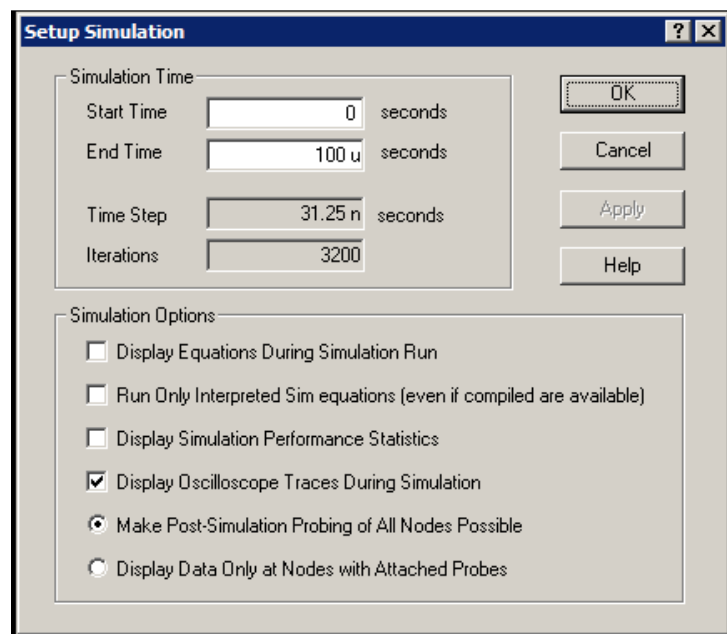 Setup Simulation
Simulation Time
Start Time 0 seconds
End Time 100 u seconds
Time Step 31.25 n seconds
Iterations 3200
OK
Cancel
Apply
Help
Simulation Options
Display Equations During Simulation Run
Run Only Interpreted Sim equations (even if compiled are available)
Display Simulation Performance Statistics
Display Oscilloscope Traces During Simulation
Make Post-Simulation Probing of All Nodes Possible
Display Data Only at Nodes with Attached Probes